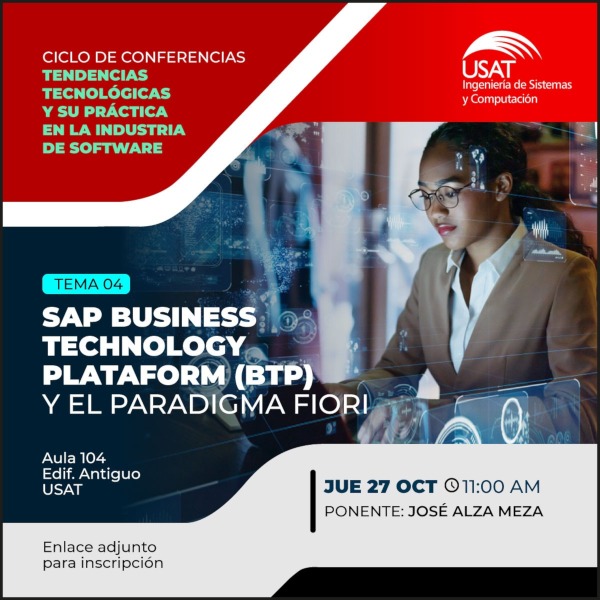 CICLO DE CONFERENCIAS
TENDENCIAS
TECNOLÓGICAS
Y SU PRÁCTICA
EN LA INDUSTRIA
DE SOFTWARE
USAT
Ingeniería de Sistemas
y Computación
TEMA 04
SAP BUSINESS
TECHNOLOGY
PLATAFORM (BTP)
Y EL PARADIGMA FIORI
Aula 104
Edif. Antiguo
USAT
JUE 27 OCT 11:00 AM
PONENTE: JOSÉ ALZA MEZA
Enlace adjunto
para inscripción